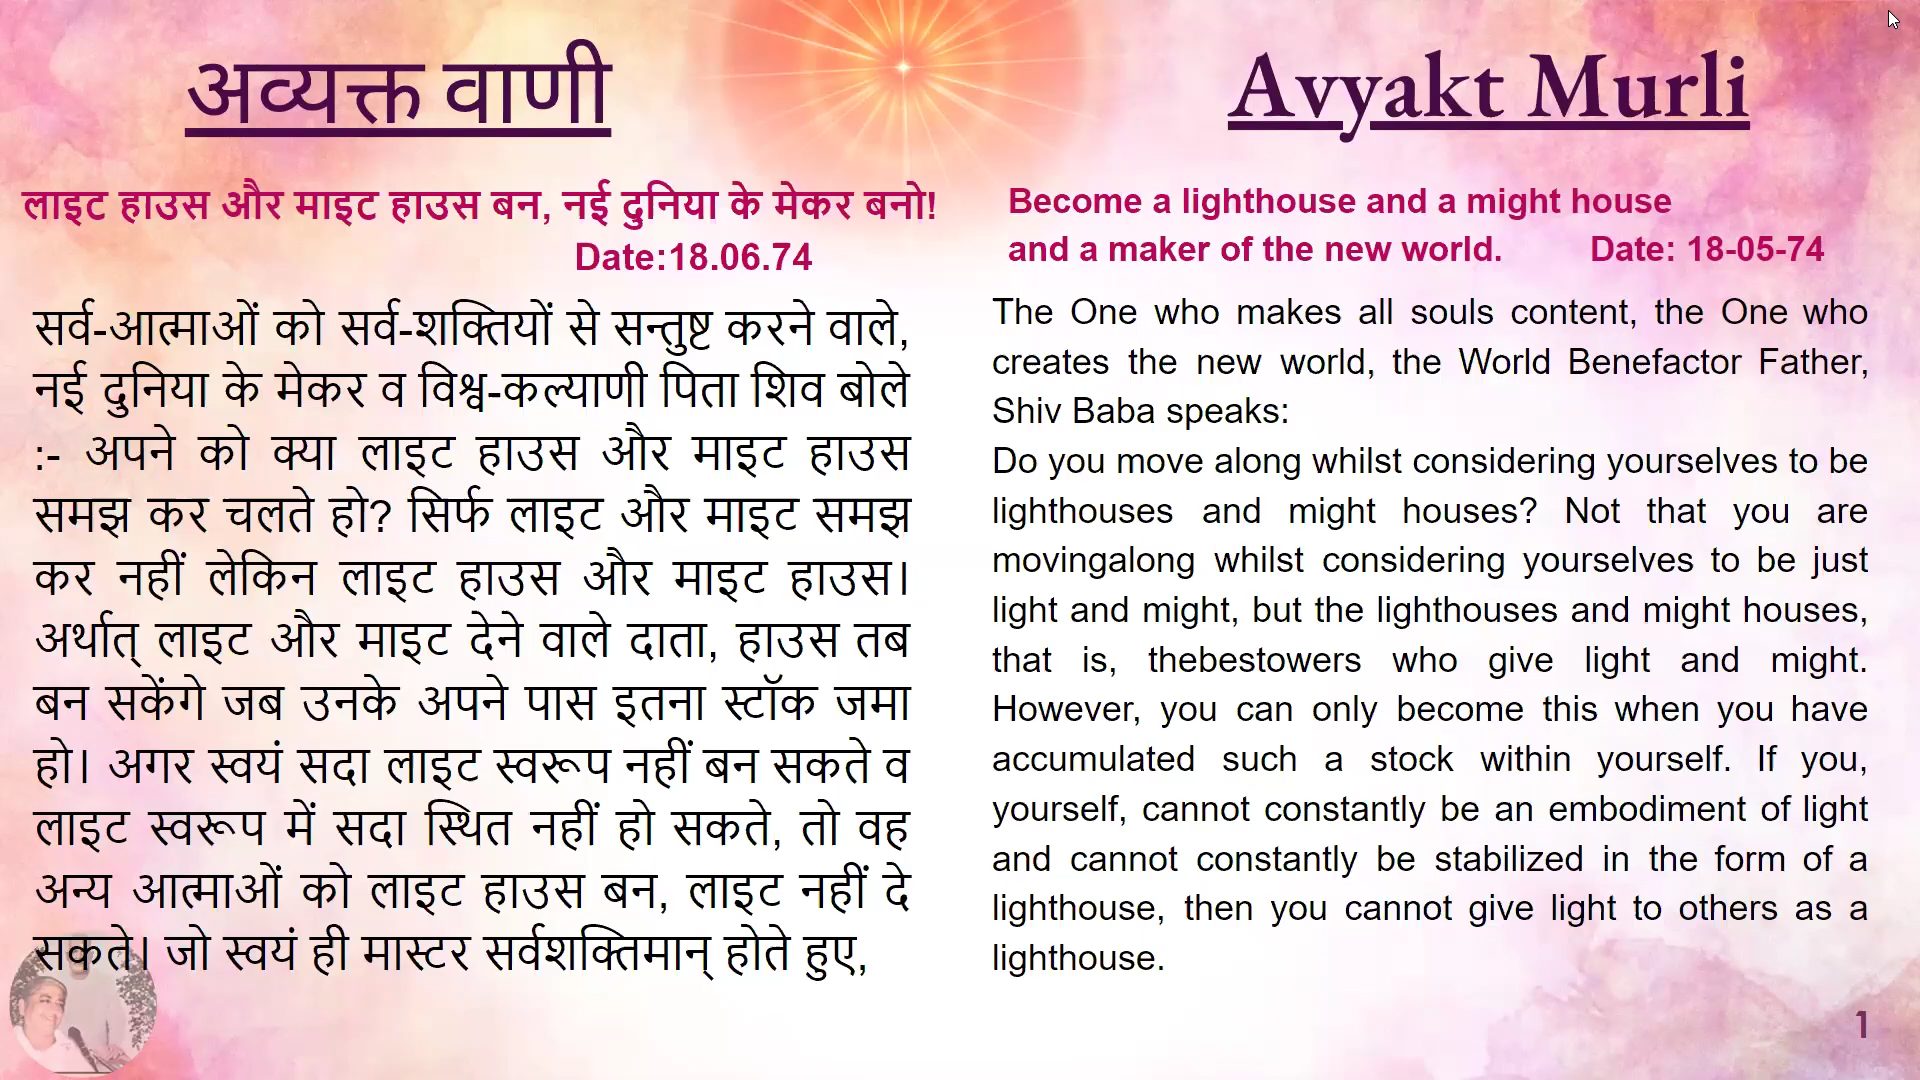 अव्यक्त वाणी
लाइट हाउस और माइट हाउस बन, नई दुनिया के मेकर बनो!
Date:18.06.74
सर्व-आत्माओं को सर्व-शक्तियों से सन्तुष्ट करने वाले,
नई दुनिया के मेकर व विश्व-कल्याणी पिता शिव बोले
:- अपने को क्या लाइट हाउस और माइट हाउस
समझ कर चलते हो? सिर्फ लाइट और माइट समझ
कर नहीं लेकिन लाइट हाउस और माइट हाउस।
अर्थात् लाइट और माइट देने वाले दाता, हाउस तब
बन सकेंगे जब उनके अपने पास इतना स्टॉक जमा
हो। अगर स्वयं सदा लाइट स्वरूप नहीं बन सकते व
लाइट स्वरूप में सदा स्थित नहीं हो सकते, तो वह
अन्य आत्माओं को लाइट हाउस बन, लाइट नहीं दे
सकते। जो स्वयं ही मास्टर सर्वशक्तिमान् होते हुए,
Avyakt Murli
Become a lighthouse and a might house
and a maker of the new world. Date: 18-05-74
The One who makes all souls content, the One who
creates the new world, the World Benefactor Father,
Shiv Baba speaks:
Do you move along whilst considering yourselves to be
lighthouses and might houses? Not that you are
movingalong whilst considering yourselves to be just
light and might, but the lighthouses and might houses,
that is, thebestowers who give light and might.
However, you can only become this when you have
accumulated such a stock within yourself. If you,
yourself, cannot constantly be an embodiment of light
and cannot constantly be stabilized in the form of a
lighthouse, then you cannot give light to others as a
lighthouse.
1